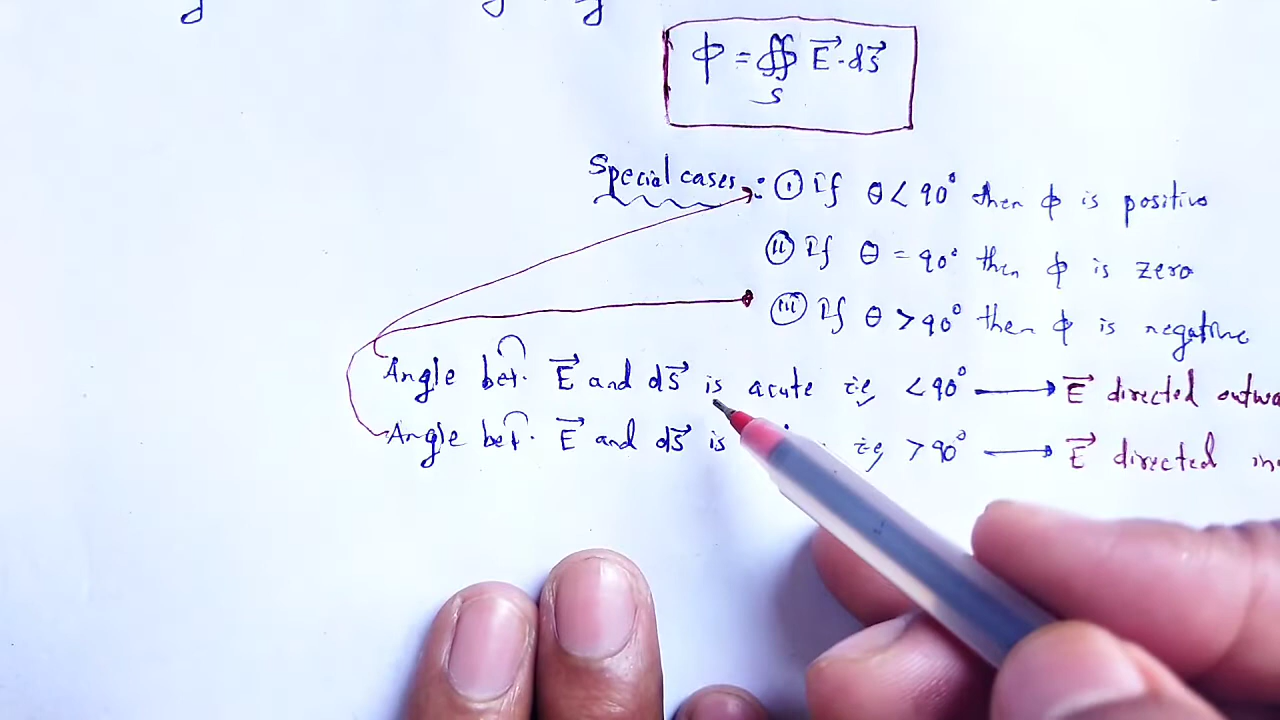 ϕ = ∯ E⃗·ds⃗
S
Special cases : (i) If θ < 90° then ϕ is positive
(ii) If θ = 90° then ϕ is zero
(iii) If θ > 90° then ϕ is negative
Angle bet. E⃗ and ds⃗ is acute i.e, < 90° → E⃗ directed
Angle bet. E⃗ and ds⃗ is i.e, > 90° → E⃗ directed